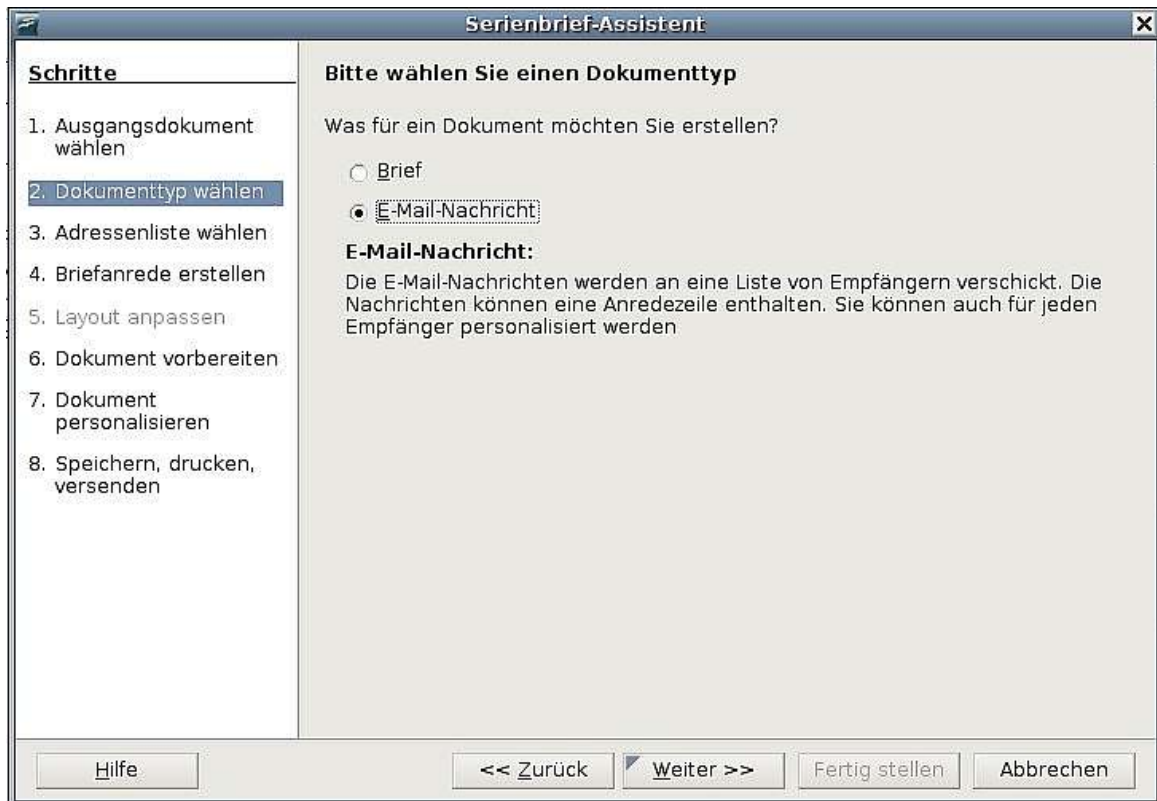 Serienbrief-Assistent
Schritte
1. Ausgangsdokument
wählen
2. Dokumenttyp wählen
3. Adressenliste wählen
4. Briefanrede erstellen
5. Layout anpassen
6. Dokument vorbereiten
7. Dokument
personalisieren
8. Speichern, drucken,
versenden
Bitte wählen Sie einen Dokumenttyp
Was für ein Dokument möchten Sie erstellen?
Brief
E-Mail-Nachricht
E-Mail-Nachricht:
Die E-Mail-Nachrichten werden an eine Liste von Empfängern verschickt. Die
Nachrichten können eine Anredezeile enthalten. Sie können auch für jeden
Empfänger personalisiert werden
Hilfe
<< Zurück
Weiter >>
Fertig stellen
Abbrechen